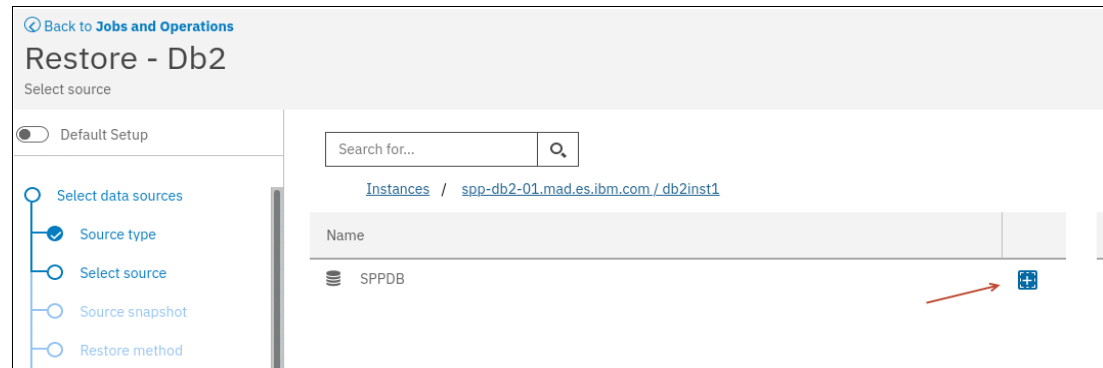 Back to Jobs and Operations
Restore - Db2
Select source
Default Setup
Search for...
Instances / spp-db2-01.mad.es.ibm.com / db2inst1
Select data sources
Source type
Select source
Source snapshot
Restore method
Name
SPPDB